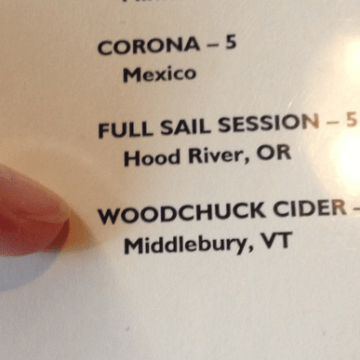 CORONA – 5
Mexico
FULL SAIL SESSION – 5
Hood River, OR
WOODCHUCK CIDER –
Middlebury, VT